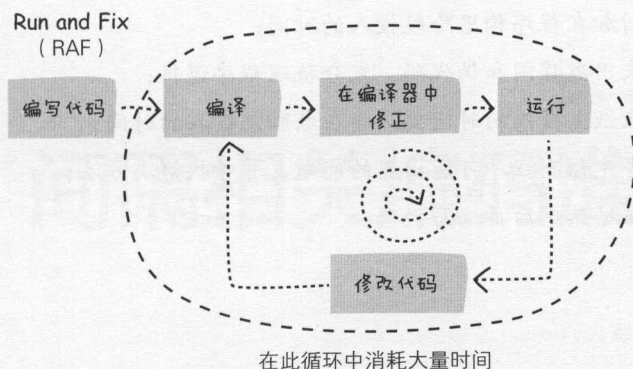 Run and Fix
（RAF）
编写代码
编译
在编译器中
修正
运行
修改代码
在此循环中消耗大量时间